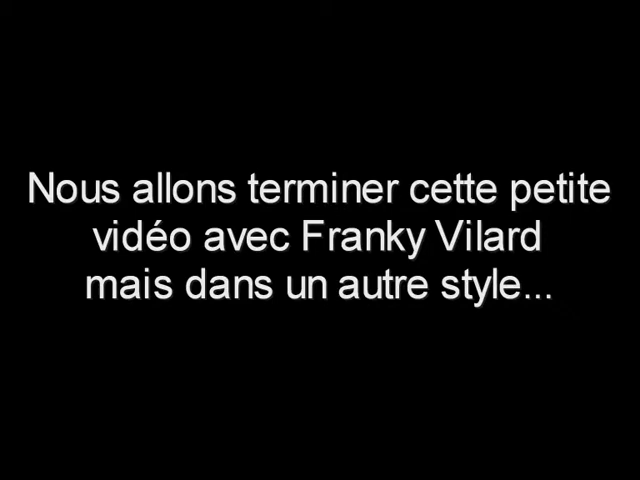 Nous allons terminer cette petite
vidéo avec Franky Vilard
mais dans un autre style...